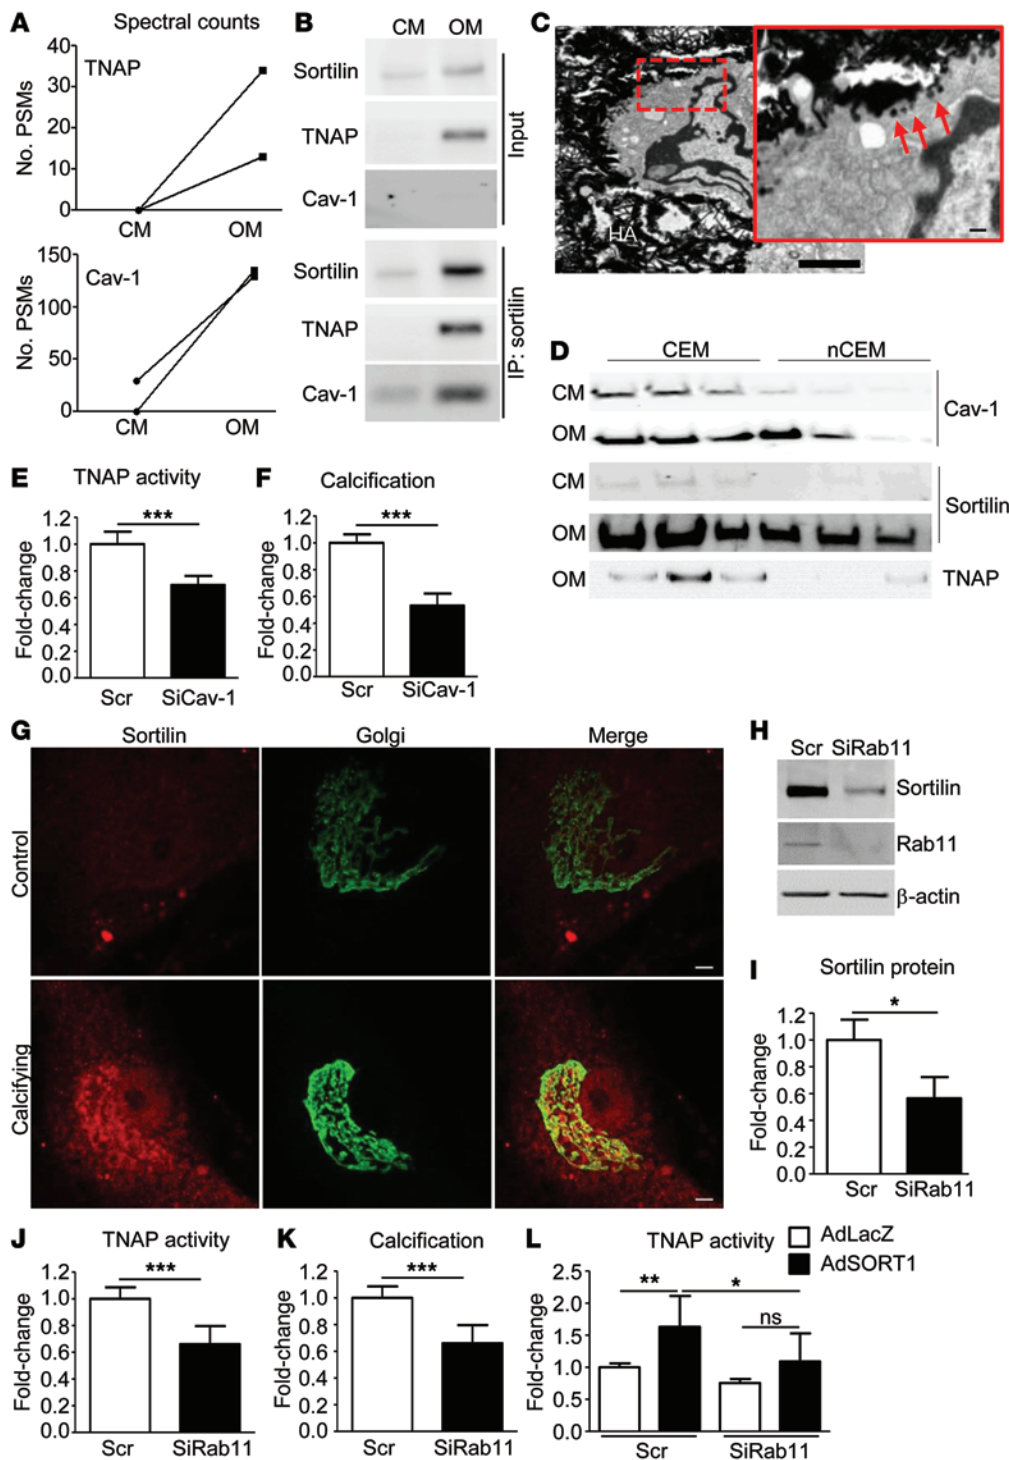 A
Spectral counts
TNAP
No. PSMs
40
30
20
10
0
CM
OM
Cav-1
No. PSMs
150
100
50
0
CM
OM
B
CM
OM
Sortilin
TNAP
Cav-1
Input
Sortilin
TNAP
Cav-1
IP: sortilin
C
HA
D
CEM
nCEM
CM
OM
Cav-1
CM
OM
Sortilin
OM
TNAP
E
TNAP activity
Fold-change
1.2
1.0
0.8
0.6
0.4
0.2
0.0
***
Scr
SiCav-1
F
Calcification
Fold-change
1.2
1.0
0.8
0.6
0.4
0.2
0.0
***
Scr
SiCav-1
G
Sortilin
Golgi
Merge
Control
Calcifying
H
Scr SiRab11
Sortilin
Rab11
β-actin
I
Sortilin protein
Fold-change
1.2
1.0
0.8
0.6
0.4
0.2
0.0
*
Scr
SiRab11
J
TNAP activity
Fold-change
1.2
1.0
0.8
0.6
0.4
0.2
0.0
***
Scr
SiRab11
K
Calcification
Fold-change
1.2
1.0
0.8
0.6
0.4
0.2
0.0
***
Scr
SiRab11
L
TNAP activity
AdLacZ
AdSORT1
Fold-change
2.5
2.0
1.5
1.0
0.5
0.0
**
*
ns
Scr
SiRab11